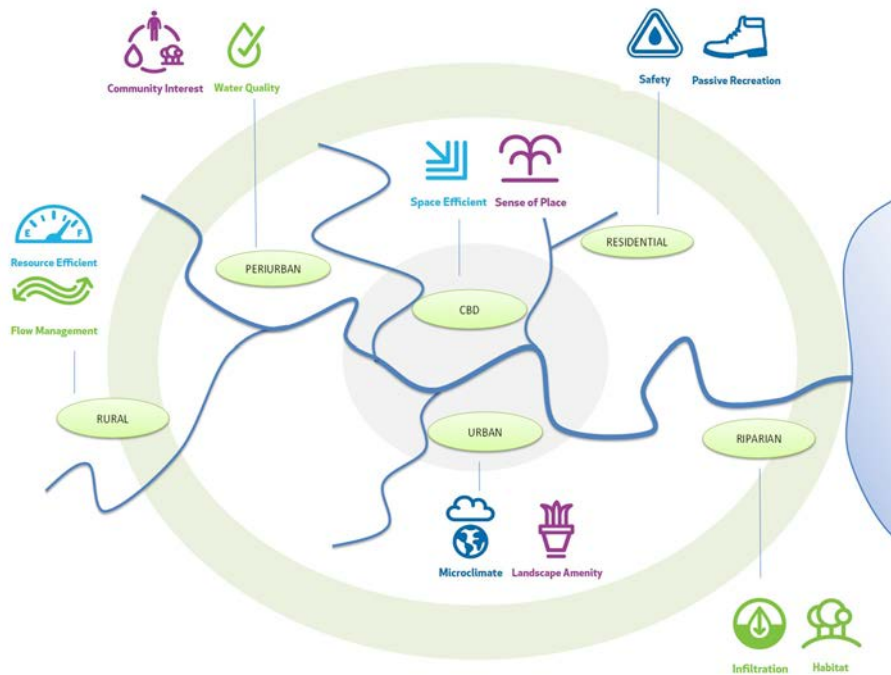 Community Interest
Water Quality
Safety
Passive Recreation
Space Efficient
Sense of Place
E F
Resource Efficient
Flow Management
PERIURBAN
RESIDENTIAL
CBD
RURAL
URBAN
RIPARIAN
Microclimate
Landscape Amenity
Infiltration
Habitat